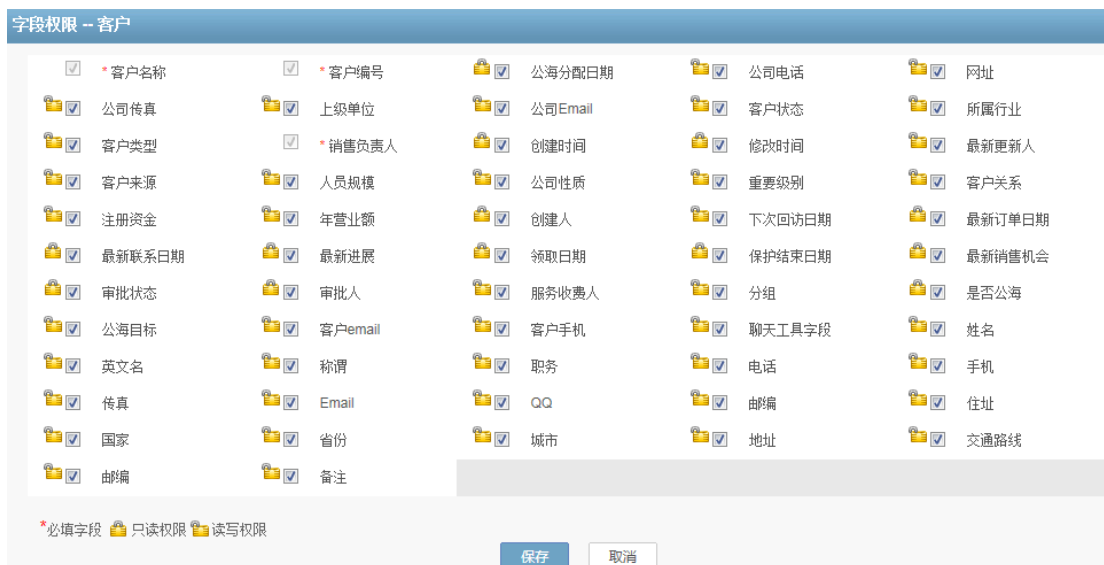 字段权限 -- 客户
*客户名称 *客户编号 公海分配日期 公司电话 网址
公司传真 上级单位 公司Email 客户状态 所属行业
客户类型 *销售负责人 创建时间 修改时间 最新更新人
客户来源 人员规模 公司性质 重要级别 客户关系
注册资金 年营业额 创建人 下次回访日期 最新订单日期
最新联系日期 最新进展 领取日期 保护结束日期 最新销售机会
审批状态 审批人 服务收费人 分组 是否公海
公海目标 客户email 客户手机 聊天工具字段 姓名
英文名 称谓 职务 电话 手机
传真 Email QQ 邮编 住址
国家 省份 城市 地址 交通路线
邮编 备注
*必填字段 只读权限 读写权限
保存 取消